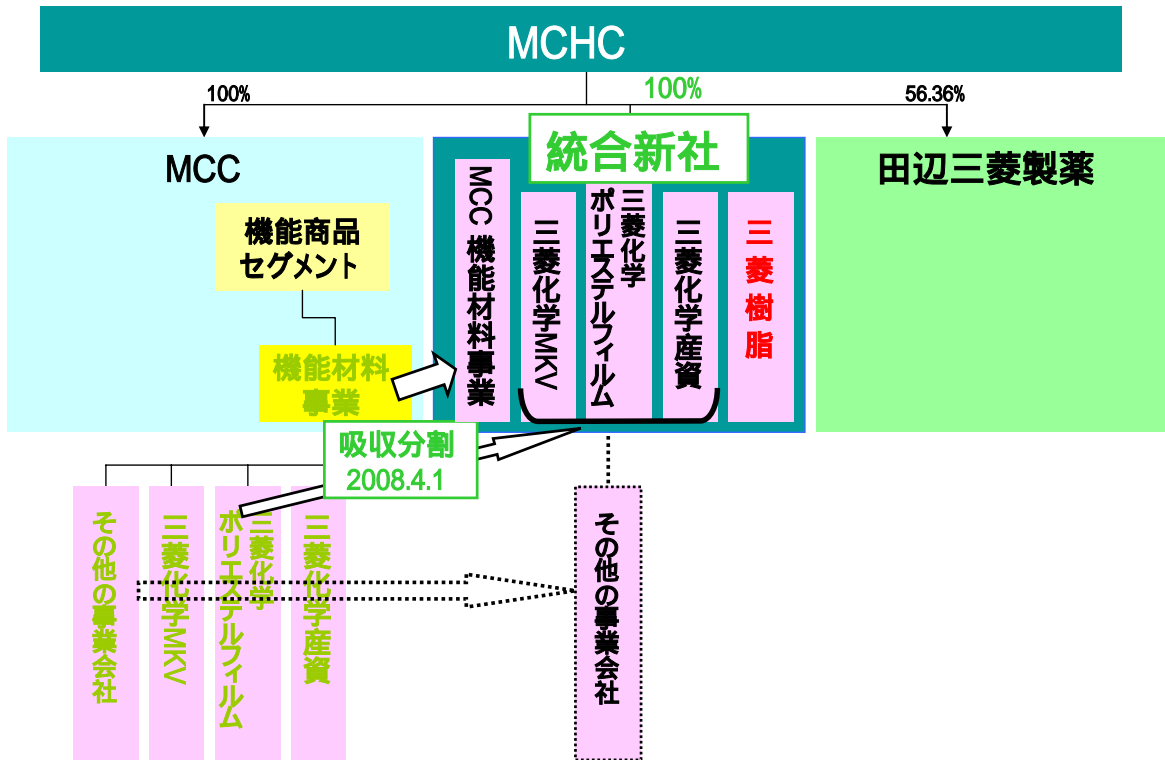 MCHC
100%
100%
56.36%
MCC
統合新社
田辺三菱製薬
機能商品
セグメント
機能材料
事業
MCC 機能材料事業
三菱化学MKV
三菱化学
ポリエステルフィルム
三菱化学産資
三菱樹脂
吸収分割
2008.4.1
その他の事業会社
三菱化学MKV
三菱化学
ポリエステルフィルム
三菱化学産資
その他の事業会社